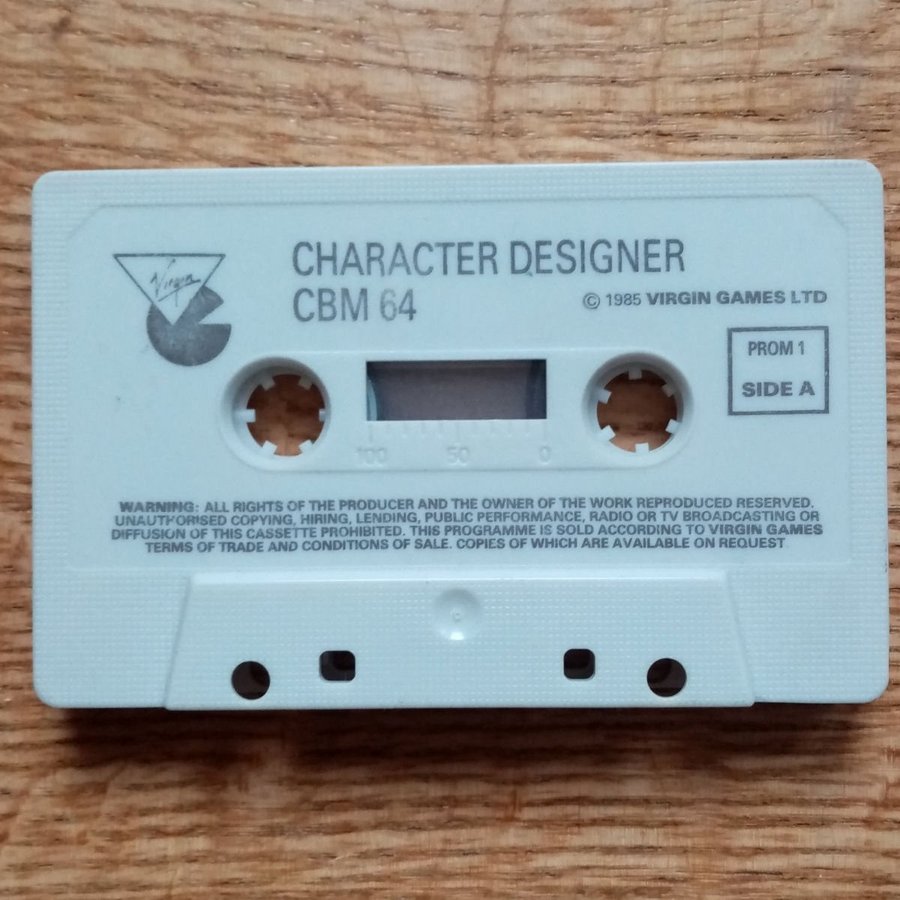 CHARACTER DESIGNER
Virgin
CBM 64
© 1985 VIRGIN GAMES LTD
PROM 1
SIDE A
100 50 0
WARNING: ALL RIGHTS OF THE PRODUCER AND THE OWNER OF THE WORK REPRODUCED RESERVED.
UNAUTHORISED COPYING, HIRING, LENDING, PUBLIC PERFORMANCE, RADIO OR TV BROADCASTING OR
DIFFUSION OF THIS CASSETTE PROHIBITED. THIS PROGRAMME IS SOLD ACCORDING TO VIRGIN GAMES
TERMS OF TRADE AND CONDITIONS OF SALE. COPIES OF WHICH ARE AVAILABLE ON REQUEST